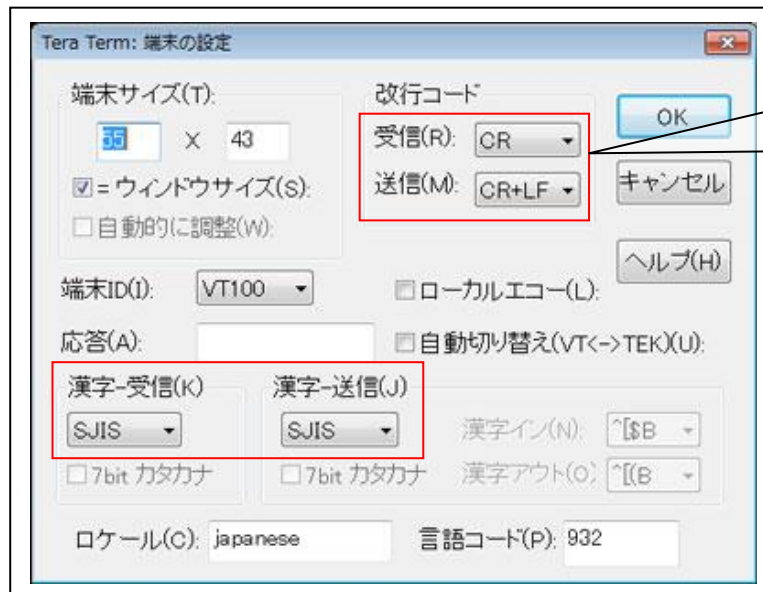 Tera Term: 端末の設定
端末サイズ(T):
55 X 43
=ウィンドウサイズ(S):
自動的に調整(W):
改行コード
受信(R): CR
送信(M): CR+LF
OK
キャンセル
ヘルプ(H)
端末ID(I): VT100
ローカルエコー(L):
応答(A):
自動切り替え(VT<->TEK)(U):
漢字-受信(K)
SJIS
7bit カタカナ
漢字-送信(J)
SJIS
7bit カタカナ
漢字イン(N): ^[$B
漢字アウト(O): ^[(B
ロケール(C): japanese
言語コード(P): 932